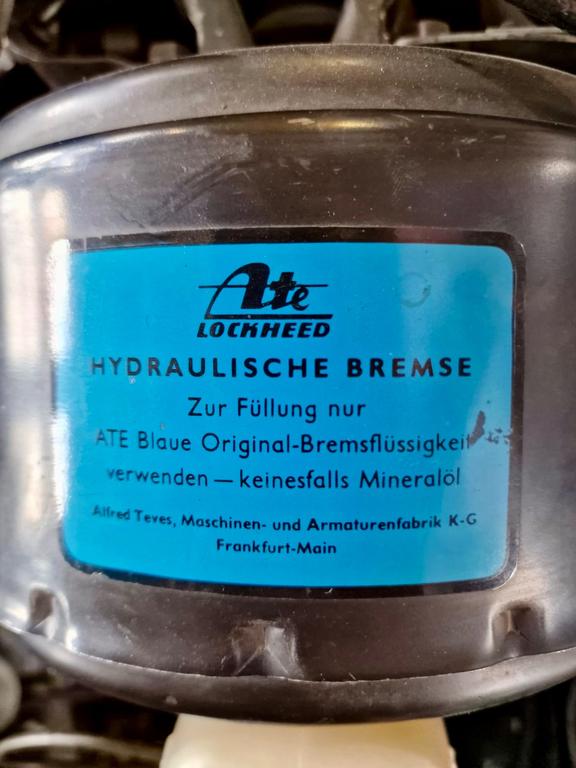 Ate
LOCKHEED
HYDRAULISCHE BREMSE
Zur Füllung nur
ATE Blaue Original-Bremsflüssigkeit
verwenden — keinesfalls Mineralöl
Alfred Teves, Maschinen- und Armaturenfabrik K-G
Frankfurt-Main